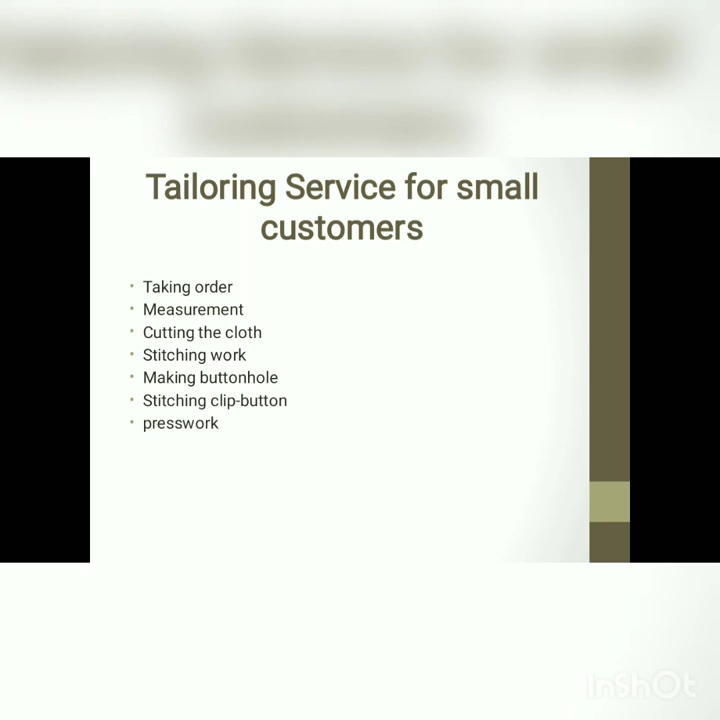 Tailoring Service for small
customers
• Taking order
• Measurement
• Cutting the cloth
• Stitching work
• Making buttonhole
• Stitching clip-button
• presswork
InShOt